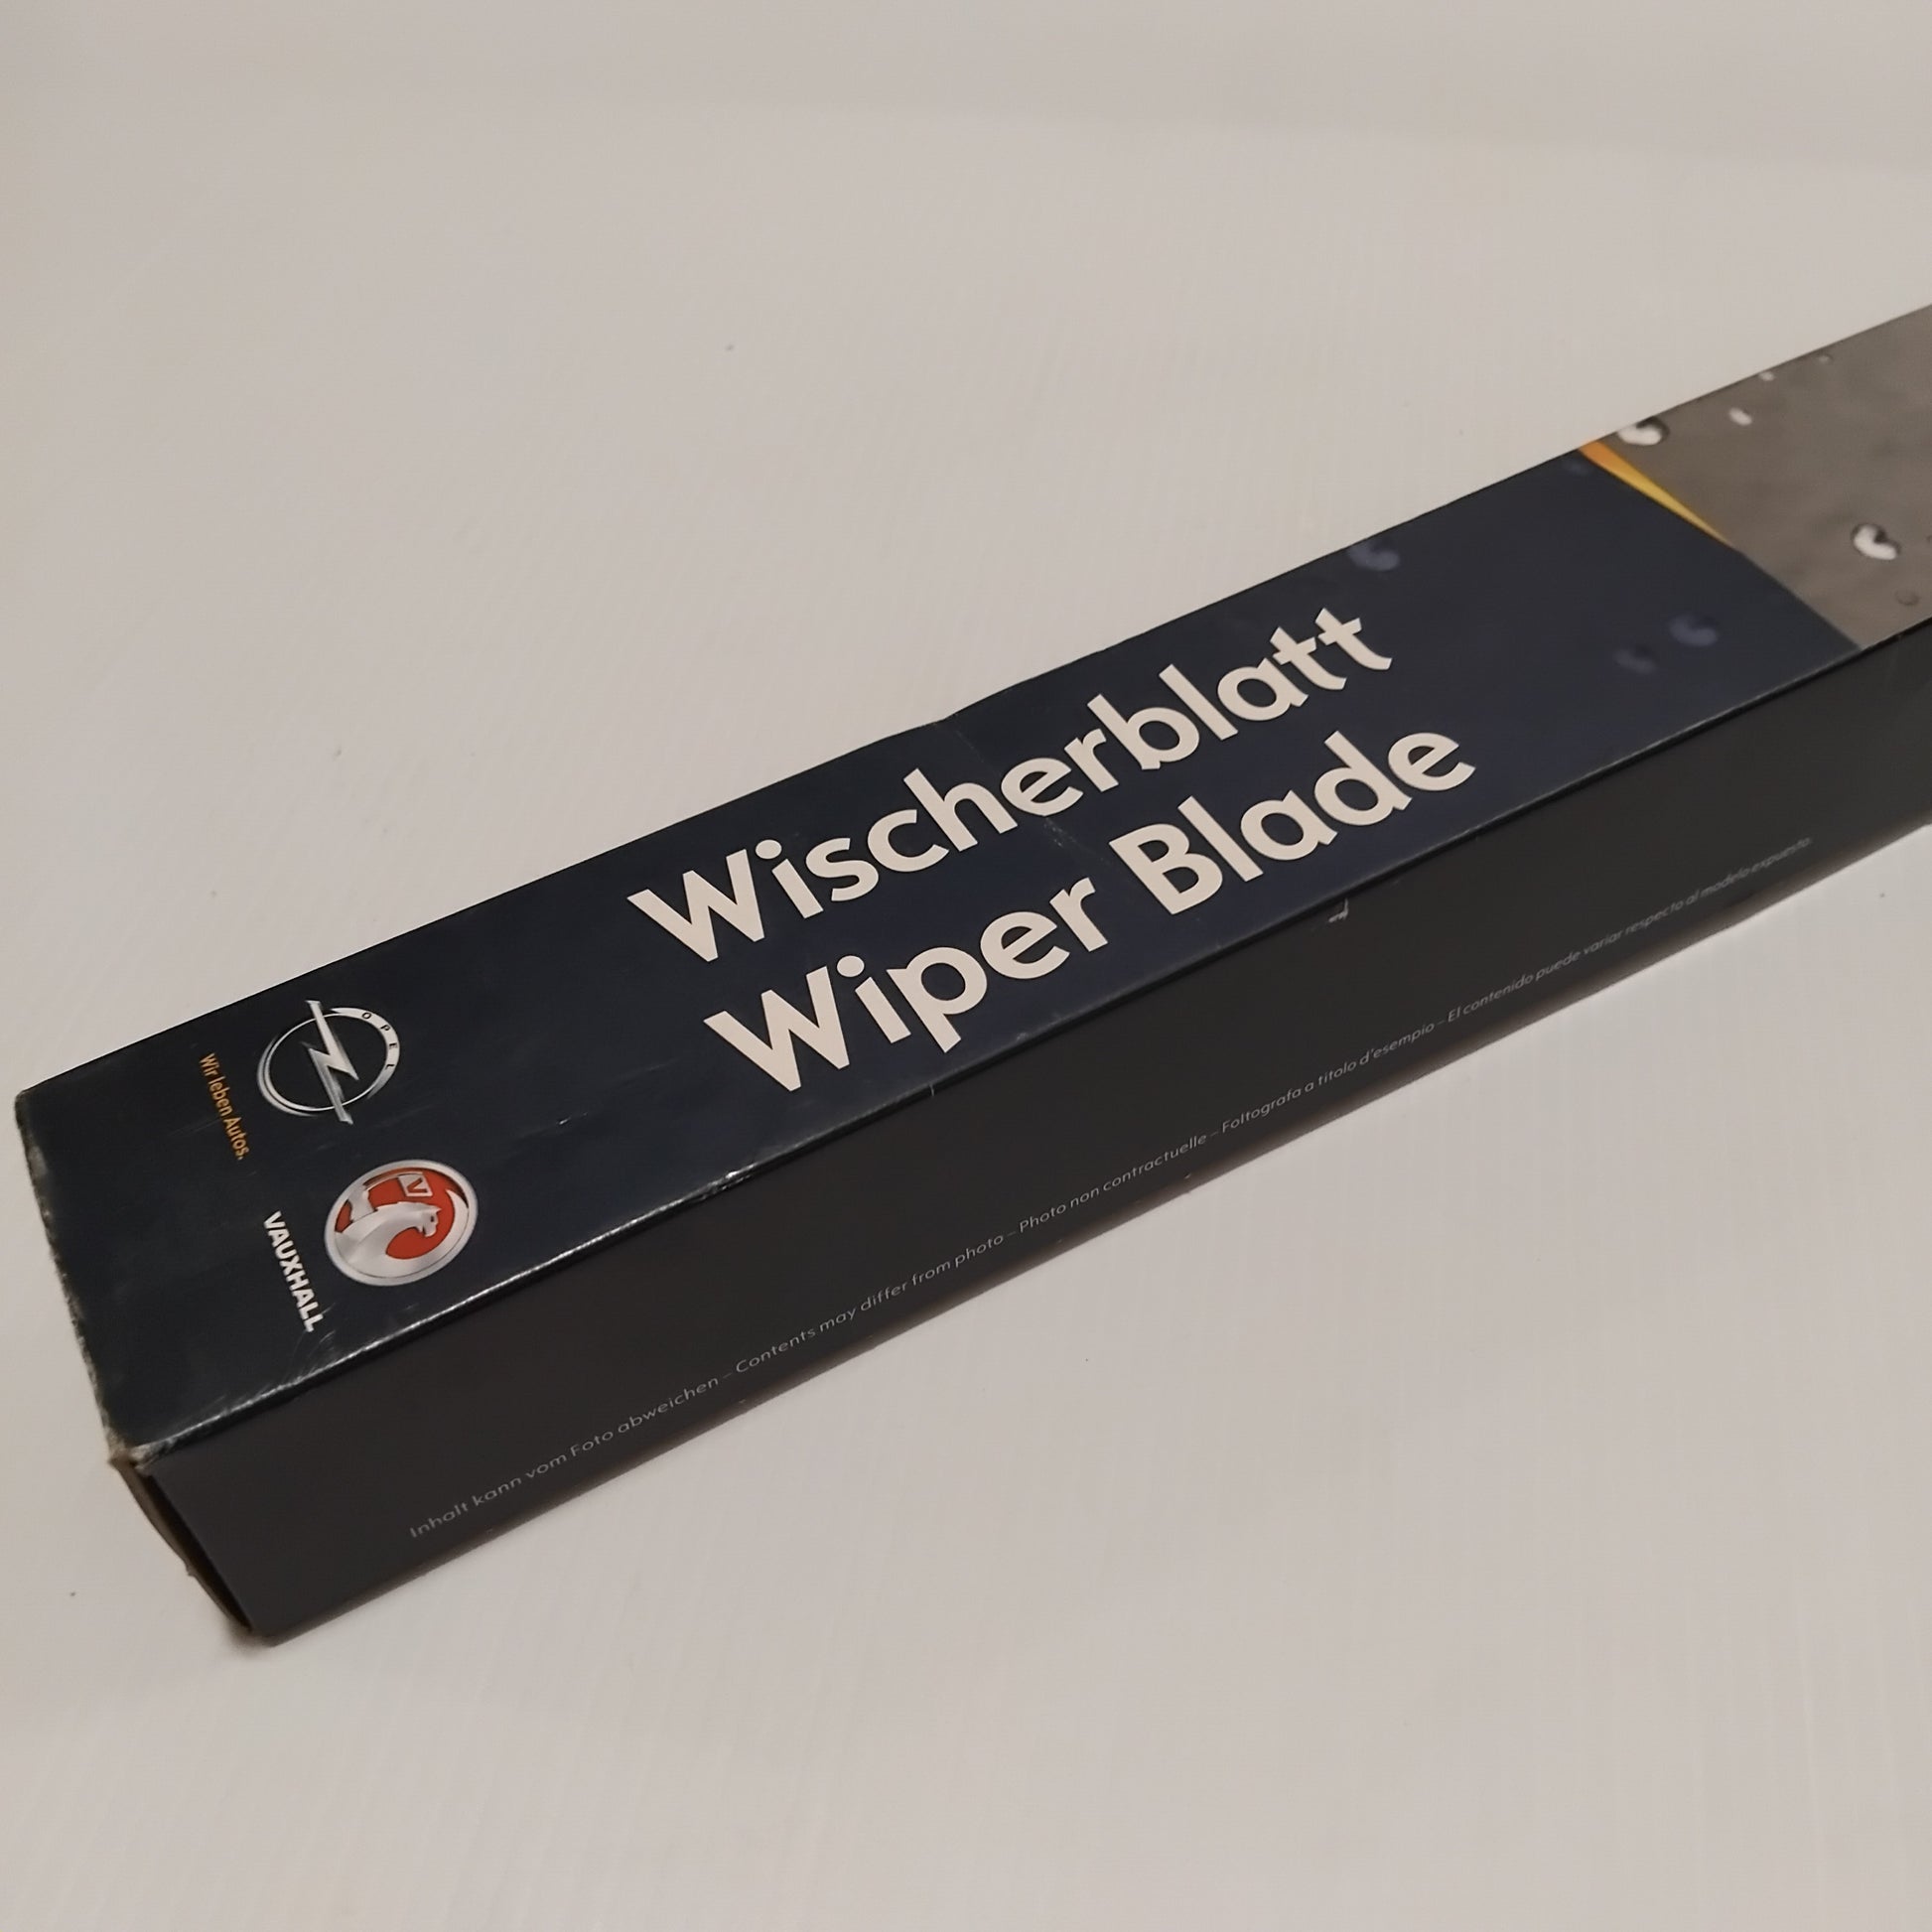 Wischerblatt
Wiper Blade
OPEL
Wir leben Autos.
V
VAUXHALL
Inhalt kann vom Foto abweichen – Contents may differ from photo – Photo non contractuelle – Foltografa a titolo d'esempio – El contenido puede variar respecto al modelo expuesto.